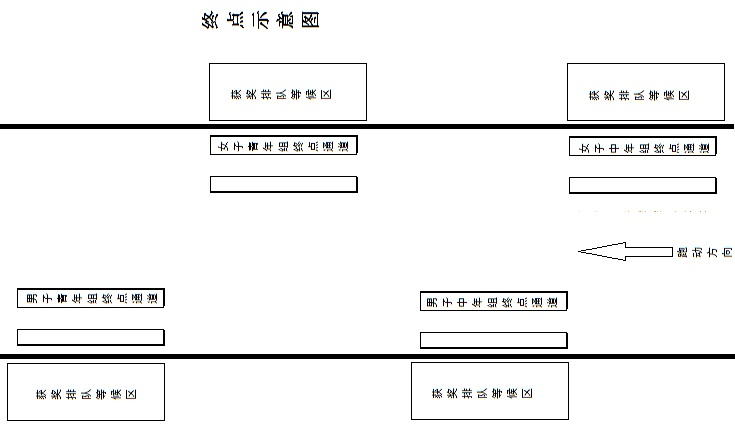 终点示意图
获奖排队等候区
获奖排队等候区
女子青年组终点通道
女子中年组终点通道
跑动方向
男子青年组终点通道
男子中年组终点通道
获奖排队等候区
获奖排队等候区